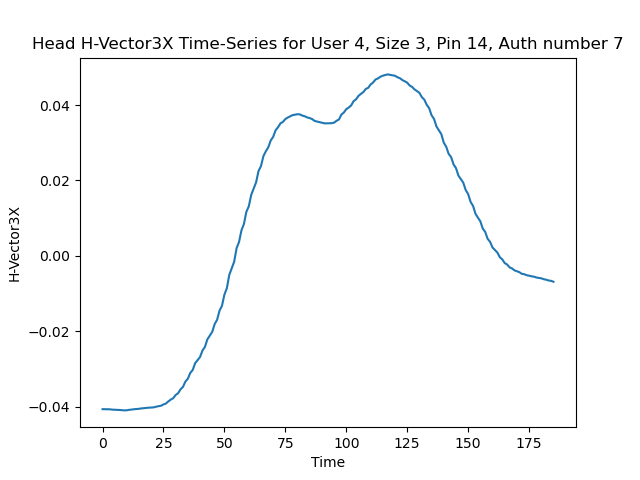 Head H-Vector3X Time-Series for User 4, Size 3, Pin 14, Auth number 7
0.04
0.02
0.00
−0.02
−0.04
H-Vector3X
0 25 50 75 100 125 150 175
Time